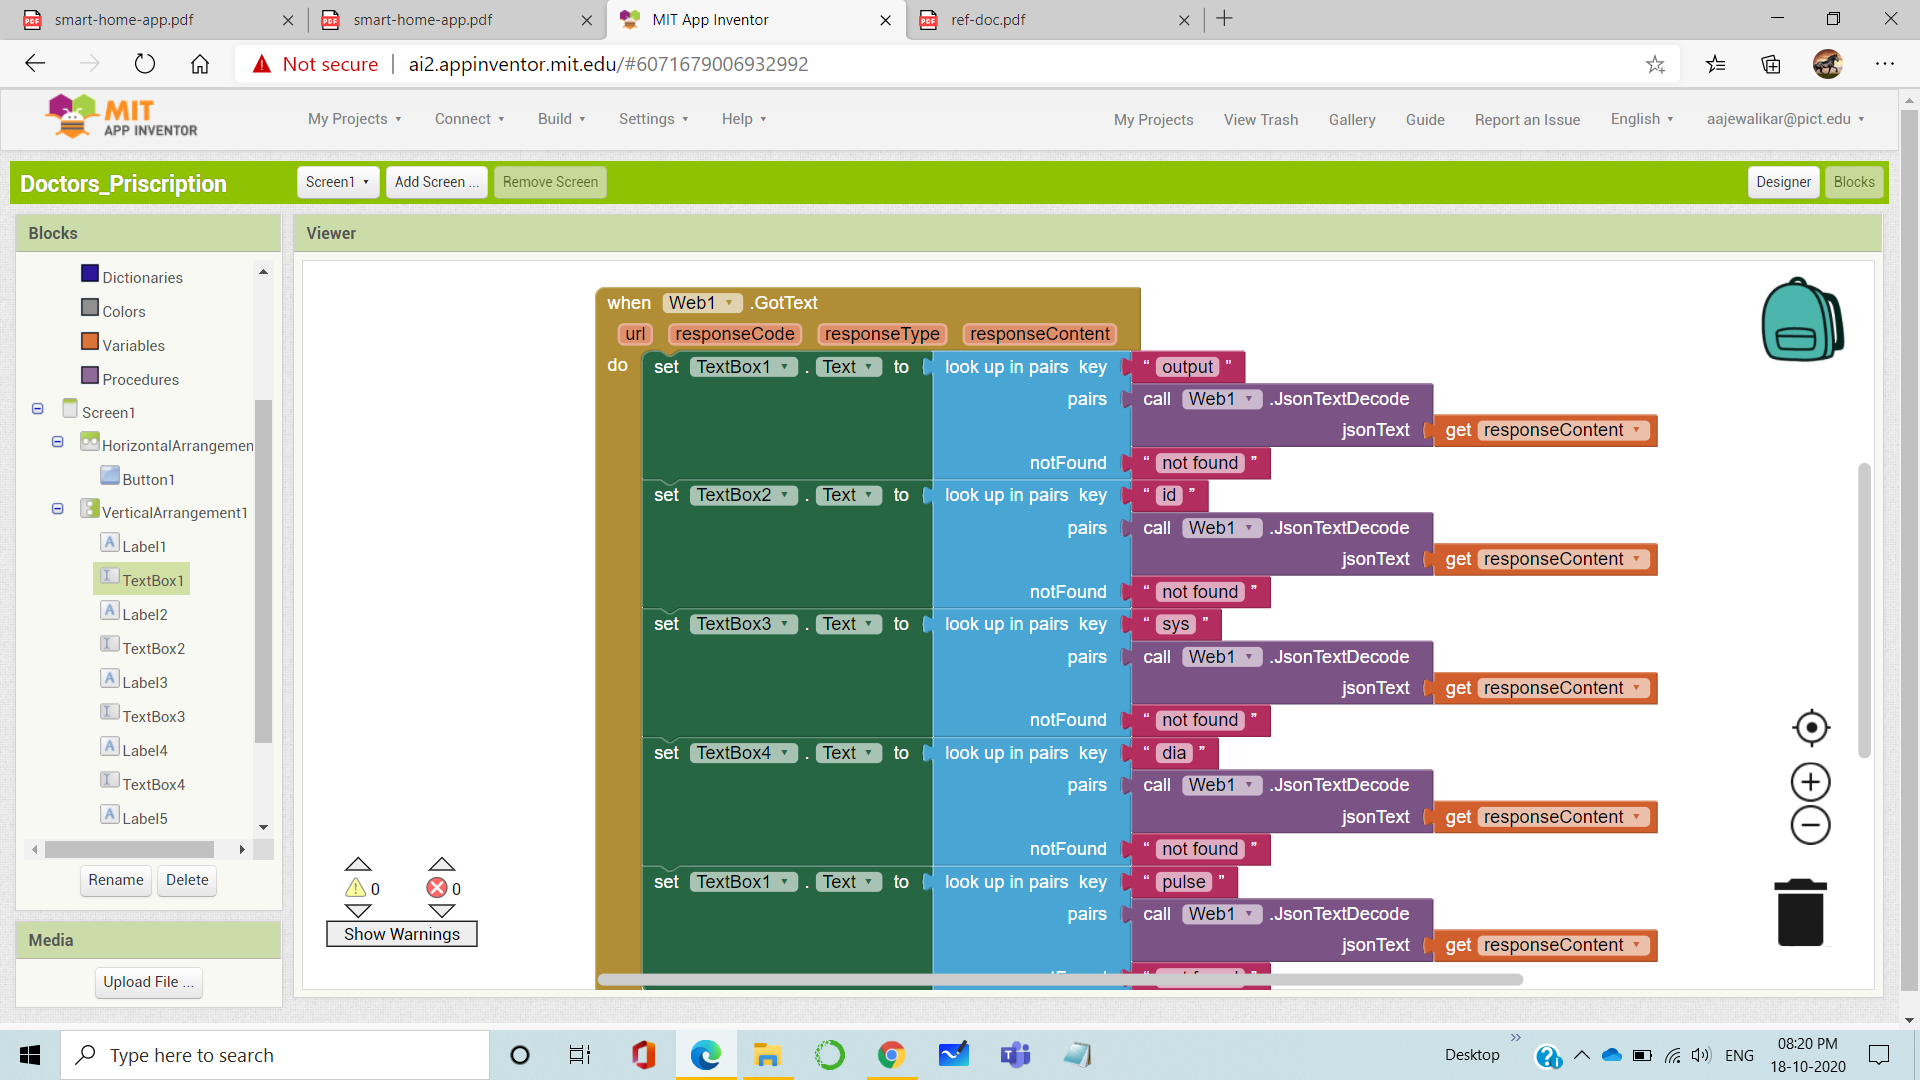 smart-home-app.pdf
smart-home-app.pdf
MIT App Inventor
ref-doc.pdf
Not secure
ai2.appinventor.mit.edu/#6071679006932992
MIT
APP INVENTOR
My Projects
Connect
Build
Settings
Help
My Projects
View Trash
Gallery
Guide
Report an Issue
English
aajewalikar@pict.edu
Doctors_Priscription
Screen1
Add Screen ...
Remove Screen
Designer
Blocks
Blocks
Dictionaries
Colors
Variables
Procedures
Screen1
HorizontalArrangemen
Button1
VerticalArrangement1
Label1
TextBox1
Label2
TextBox2
Label3
TextBox3
Label4
TextBox4
Label5
Rename
Delete
Media
Upload File ...
Viewer
when Web1 .GotText
url responseCode responseType responseContent
do set TextBox1 . Text to look up in pairs key “ output ”
pairs call Web1 .JsonTextDecode
jsonText get responseContent
notFound “ not found ”
set TextBox2 . Text to look up in pairs key “ id ”
pairs call Web1 .JsonTextDecode
jsonText get responseContent
notFound “ not found ”
set TextBox3 . Text to look up in pairs key “ sys ”
pairs call Web1 .JsonTextDecode
jsonText get responseContent
notFound “ not found ”
set TextBox4 . Text to look up in pairs key “ dia ”
pairs call Web1 .JsonTextDecode
jsonText get responseContent
notFound “ not found ”
set TextBox1 . Text to look up in pairs key “ pulse ”
pairs call Web1 .JsonTextDecode
jsonText get responseContent
0
0
Show Warnings
Type here to search
Desktop
ENG
08:20 PM
18-10-2020